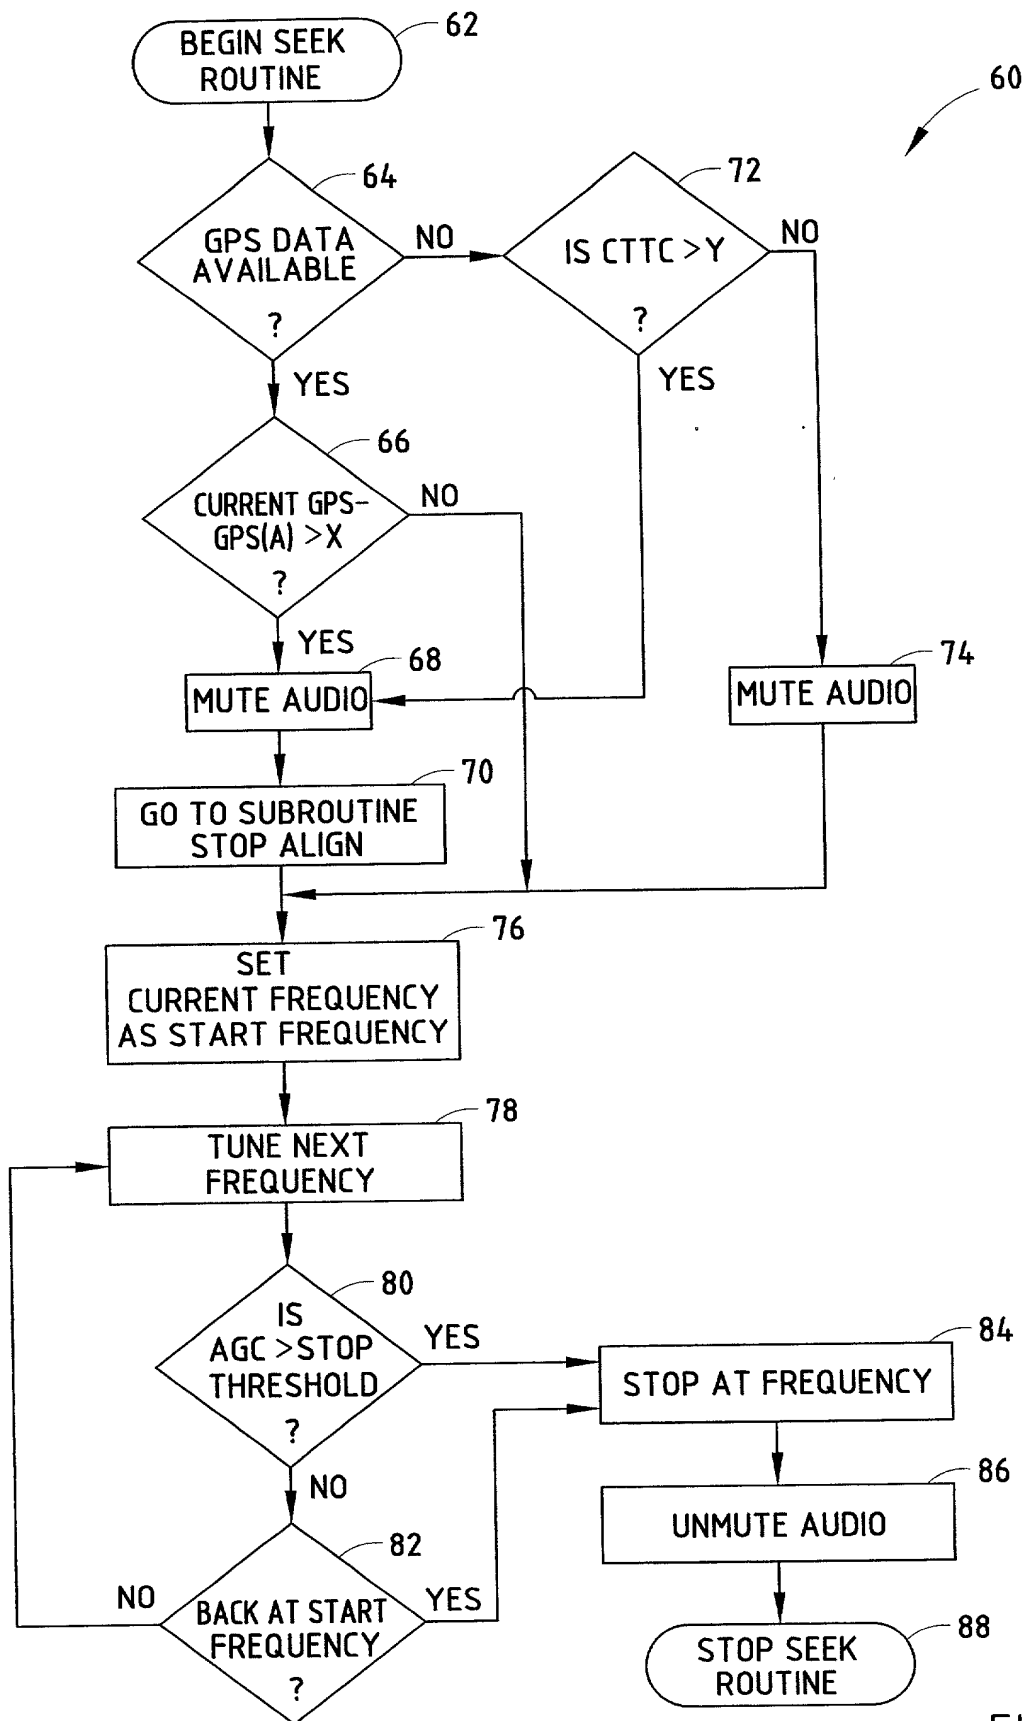 BEGIN SEEK
ROUTINE
62
60
64
GPS DATA
AVAILABLE
?
NO
72
IS CTTC >Y
?
NO
YES
YES
66
CURRENT GPS-
GPS(A) >X
?
NO
YES
68
MUTE AUDIO
74
MUTE AUDIO
70
GO TO SUBROUTINE
STOP ALIGN
76
SET
CURRENT FREQUENCY
AS START FREQUENCY
78
TUNE NEXT
FREQUENCY
80
IS
AGC >STOP
THRESHOLD
?
YES
84
STOP AT FREQUENCY
NO
86
UNMUTE AUDIO
82
BACK AT START
FREQUENCY
?
NO
YES
88
STOP SEEK
ROUTINE